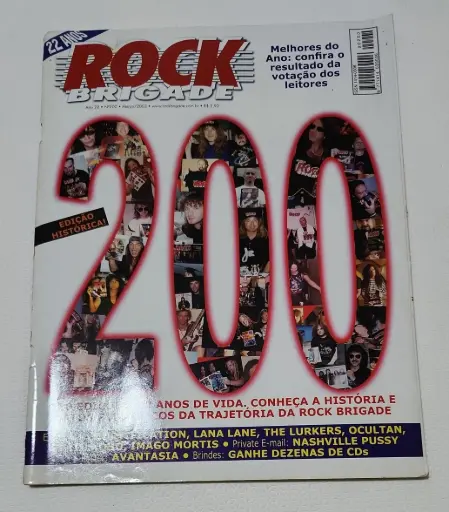 22 ANOS
ROCK
BRIGADE
Melhores do
Ano: confira o
resultado da
votação dos
leitores
200
EDIÇÃO
HISTÓRICA!
ANOS DE VIDA. CONHEÇA A HISTÓRIA E
DA TRAJETÓRIA DA ROCK BRIGADE
LANA LANE, THE LURKERS, OCULTAN,
IMAGO MORTIS • Private E-mail: NASHVILLE PUSSY
AVANTASIA • Brindes: GANHE DEZENAS DE CDs